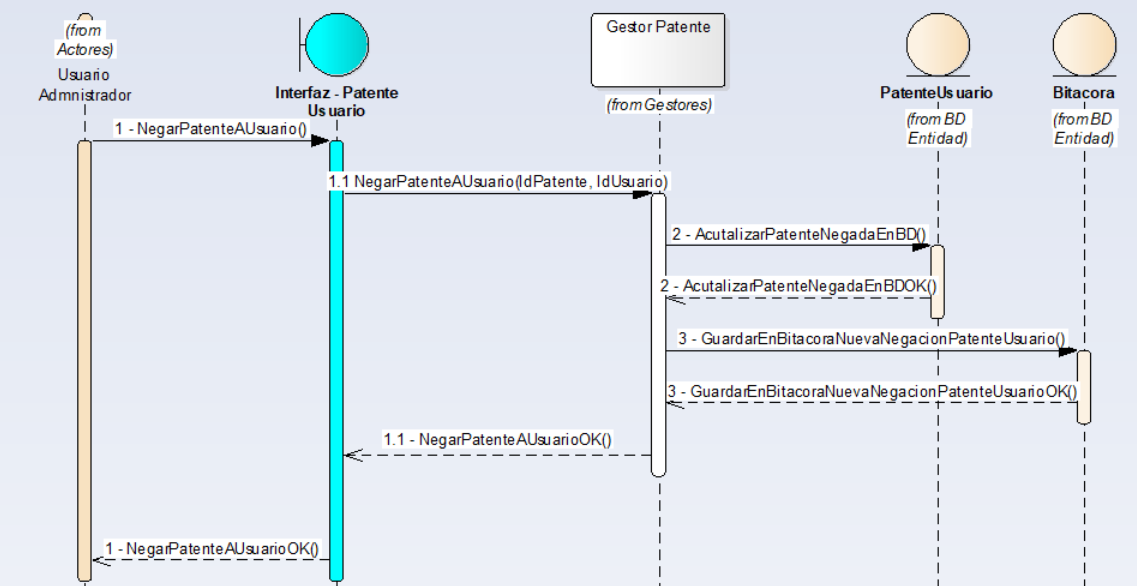 (from
Actores)
Usuario
Admnistrador
Interfaz - Patente
Usuario
Gestor Patente
(from Gestores)
PatenteUsuario
(from BD
Entidad)
Bitacora
(from BD
Entidad)
1 - NegarPatenteAUsuario()
1.1 NegarPatenteAUsuario(IdPatente, IdUsuario)
2 - AcutalizarPatenteNegadaEnBD()
2 - AcutalizarPatenteNegadaEnBDOK()
3 - GuardarEnBitacoraNuevaNegacionPatenteUsuario()
3 - GuardarEnBitacoraNuevaNegacionPatenteUsuarioOK()
1.1 - NegarPatenteAUsuarioOK()
1 - NegarPatenteAUsuarioOK()